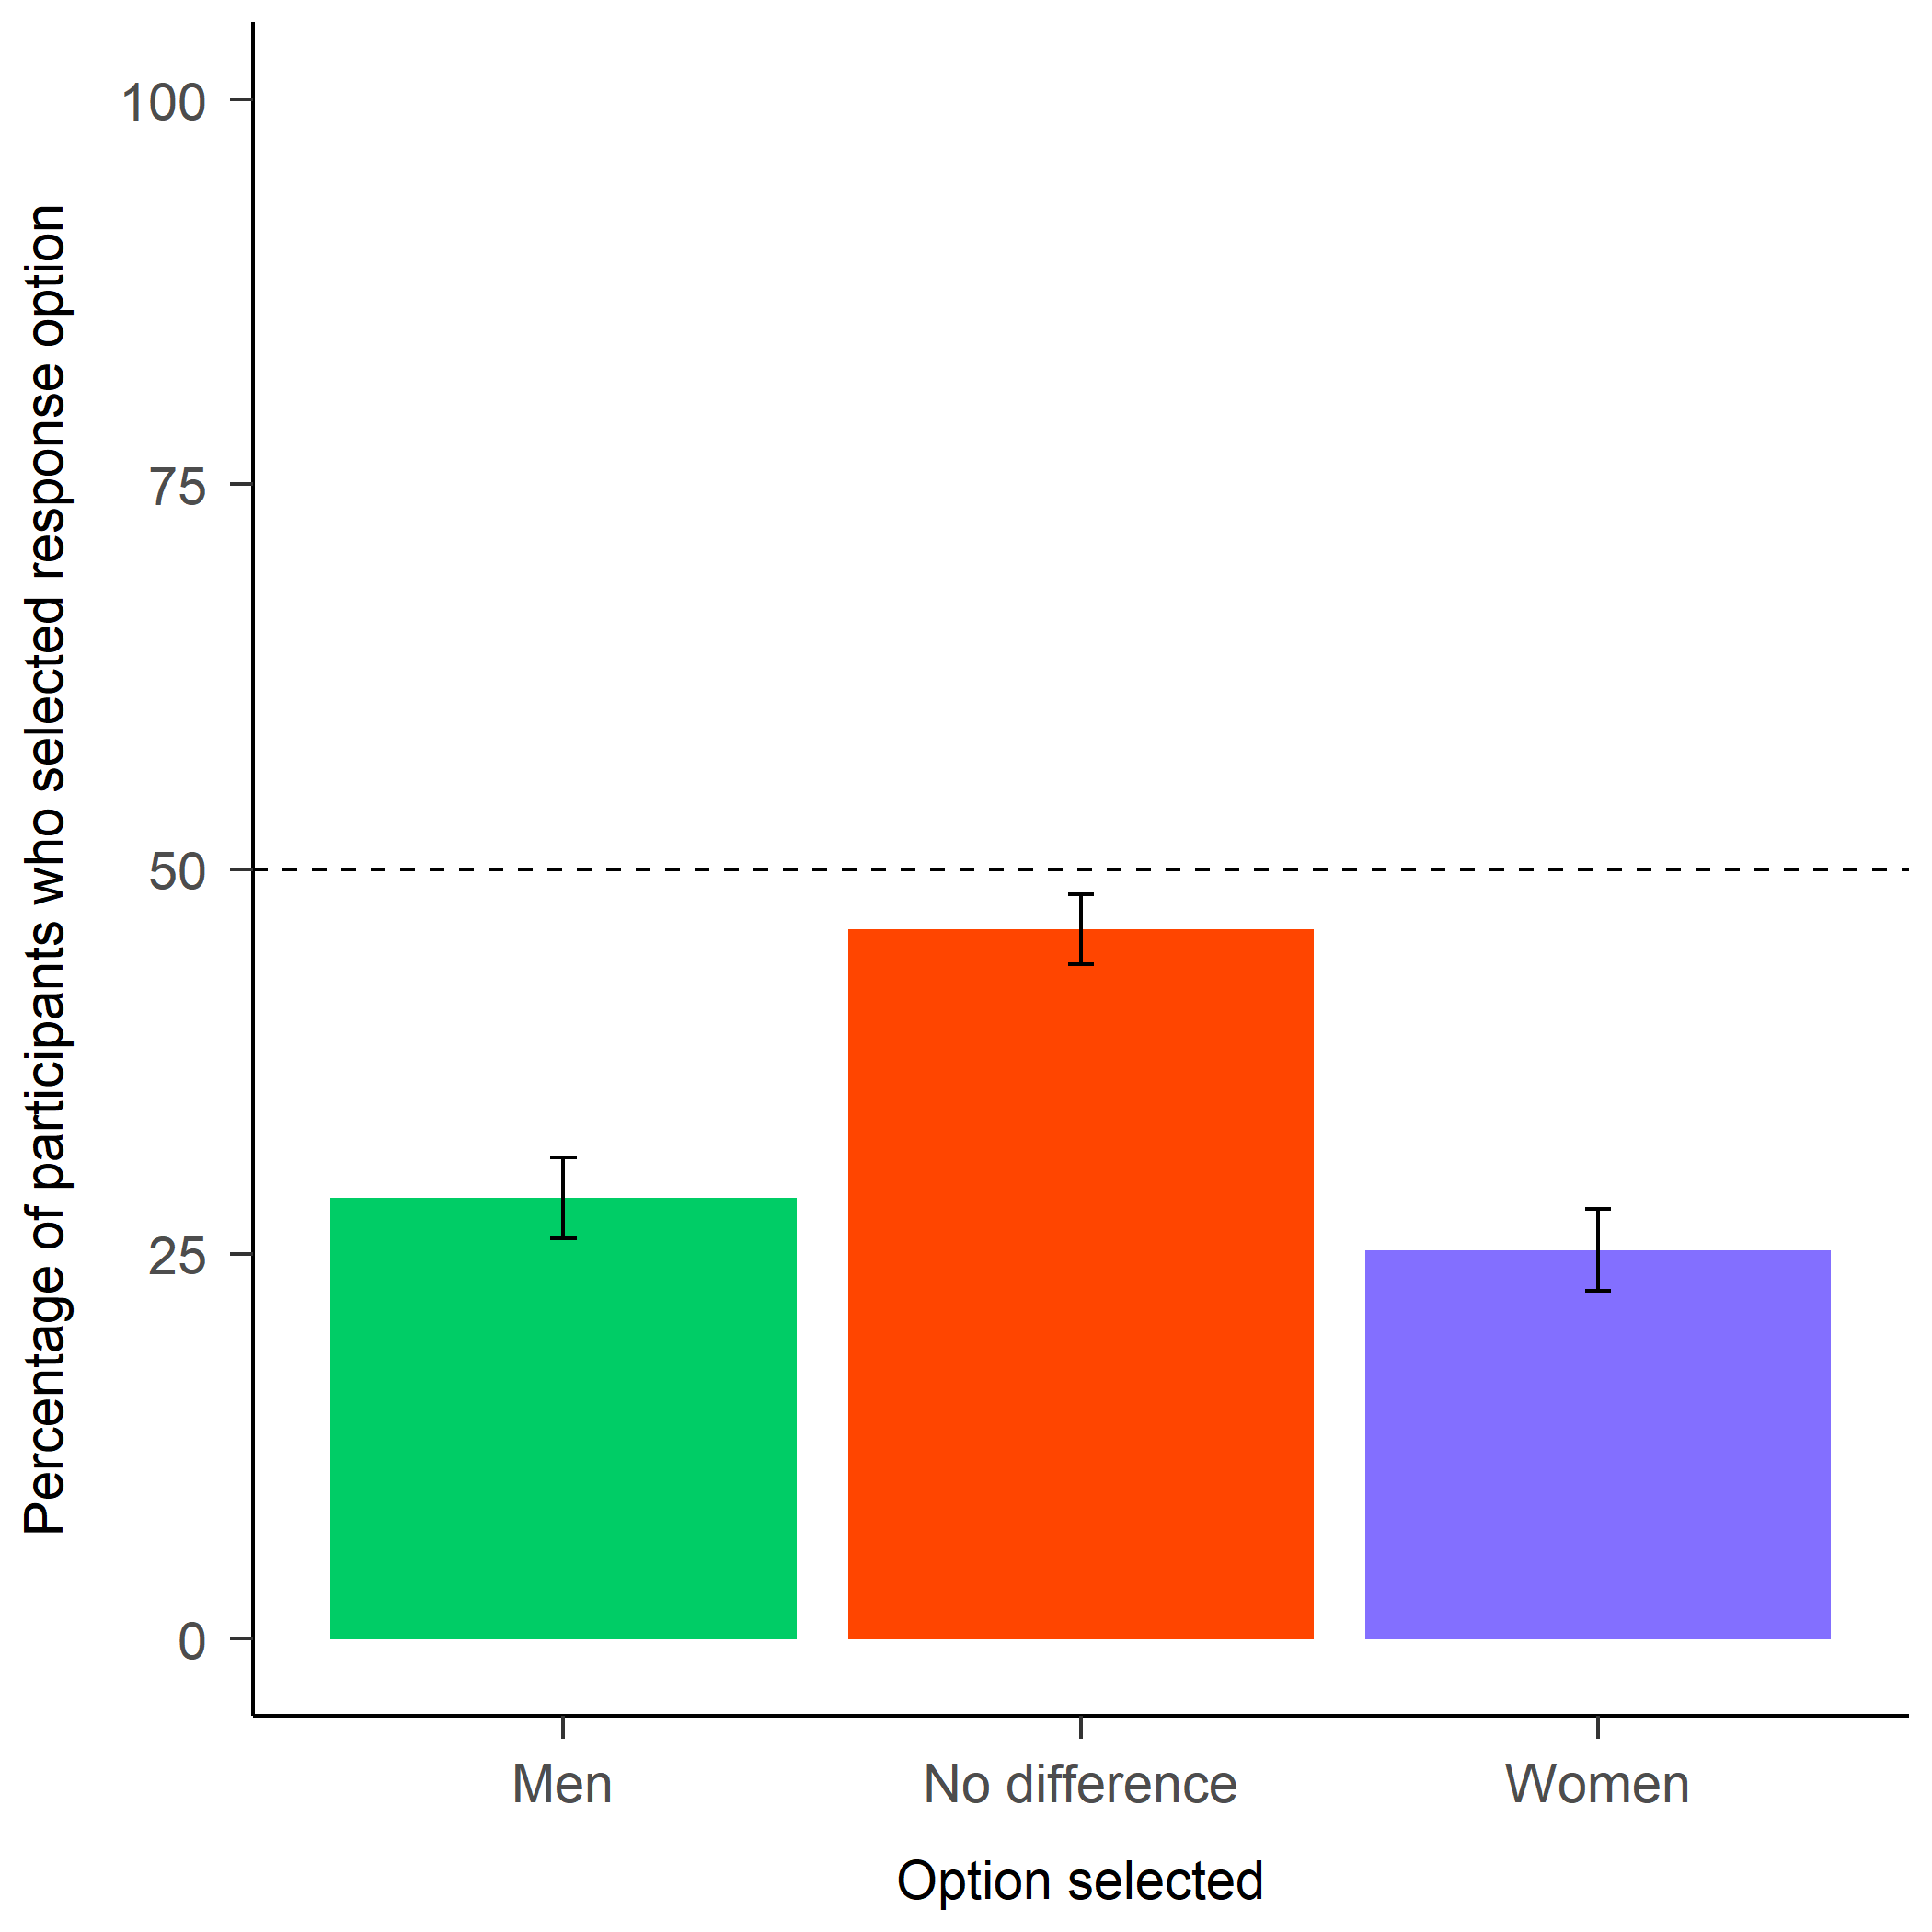 Percentage of participants who selected response option
100
75
50
25
0
Men
No difference
Women
Option selected